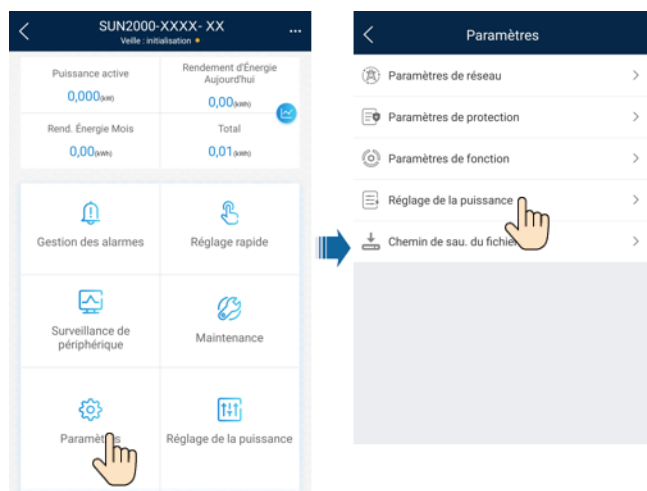 SUN2000-XXXX- XX
Veille : initialisation
...
Puissance active
0,000(kW)
Rendement d'Énergie
Aujourd'hui
0,00(kWh)
Rend. Énergie Mois
0,00(kWh)
Total
0,01(kWh)
Gestion des alarmes
Réglage rapide
Surveillance de
périphérique
Maintenance
Paramètres
Réglage de la puissance
Paramètres
Paramètres de réseau
Paramètres de protection
Paramètres de fonction
Réglage de la puissance
Chemin de sau. du fichier